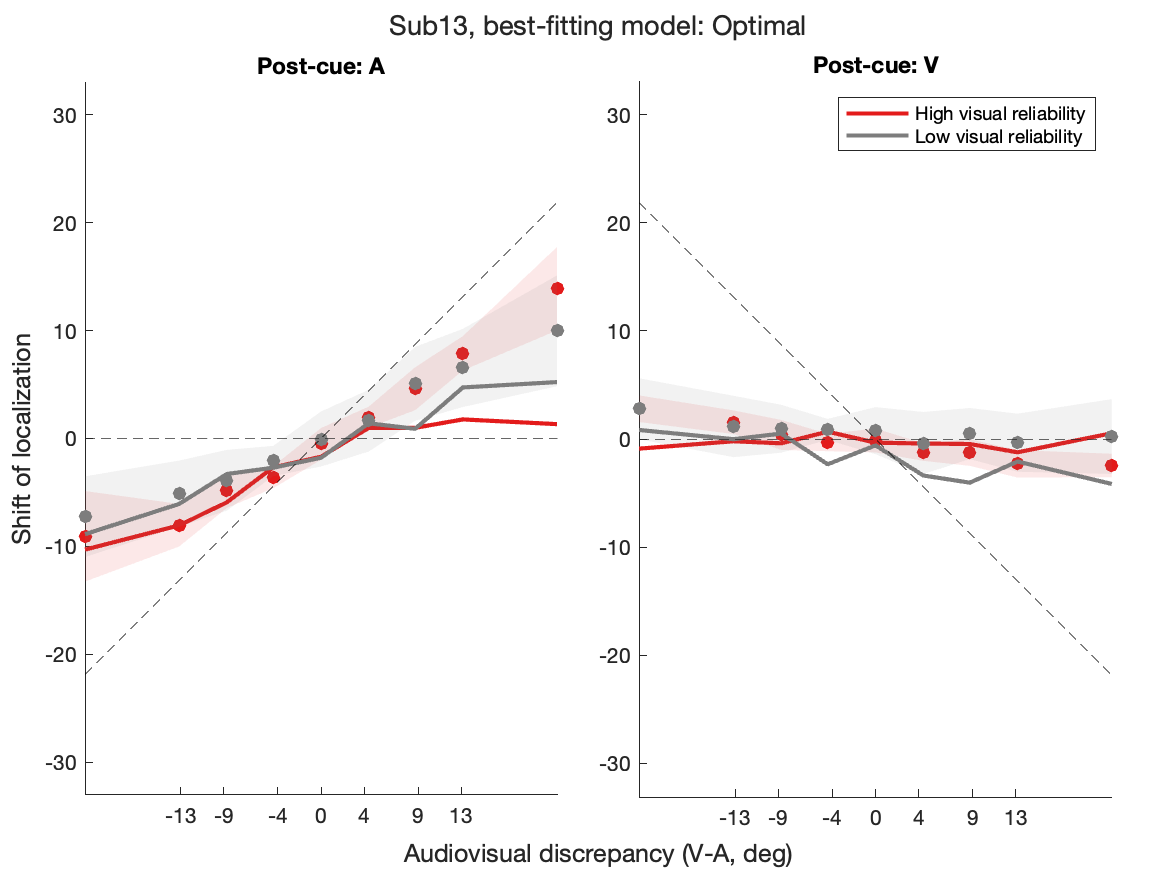 Sub13, best-fitting model: Optimal
Post-cue: A
Post-cue: V
High visual reliability
Low visual reliability
Shift of localization
30
20
10
0
-10
-20
-30
-13 -9 -4 0 4 9 13
30
20
10
0
-10
-20
-30
-13 -9 -4 0 4 9 13
Audiovisual discrepancy (V-A, deg)